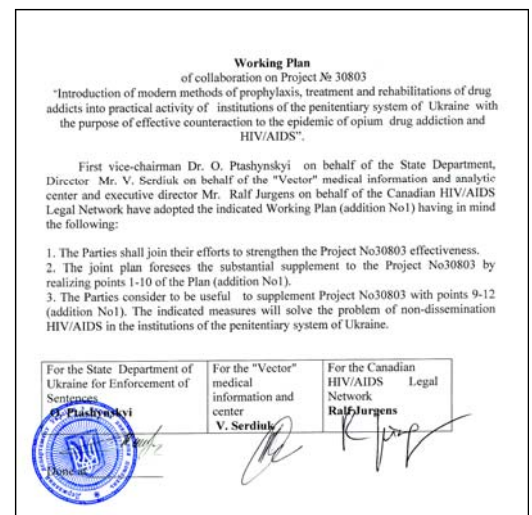 Working Plan
of collaboration on Project № 30803
"Introduction of modern methods of prophylaxis, treatment and rehabilitations of drug
addicts into practical activity of institutions of the penitentiary system of Ukraine with
the purpose of effective counteraction to the epidemic of opium drug addiction and
HIV/AIDS".
First vice-chairman Dr. O. Ptashynskyi on behalf of the State Department,
Director Mr. V. Serdiuk on behalf of the "Vector" medical information and analytic
center and executive director Mr. Ralf Jurgens on behalf of the Canadian HIV/AIDS
Legal Network have adopted the indicated Working Plan (addition No1) having in mind
the following:
1. The Parties shall join their efforts to strengthen the Project No30803 effectiveness.
2. The joint plan foresees the substantial supplement to the Project No30803 by
realizing points 1-10 of the Plan (addition No1).
3. The Parties consider to be useful to supplement Project No30803 with points 9-12
(addition No1). The indicated measures will solve the problem of non-dissemination
HIV/AIDS in the institutions of the penitentiary system of Ukraine.
For the State Department of
Ukraine for Enforcement of
Sentences
O. Ptashynskyi
For the "Vector"
medical
information and
center
V. Serdiuk
For the Canadian
HIV/AIDS Legal
Network
Ralf Jurgens
Done at